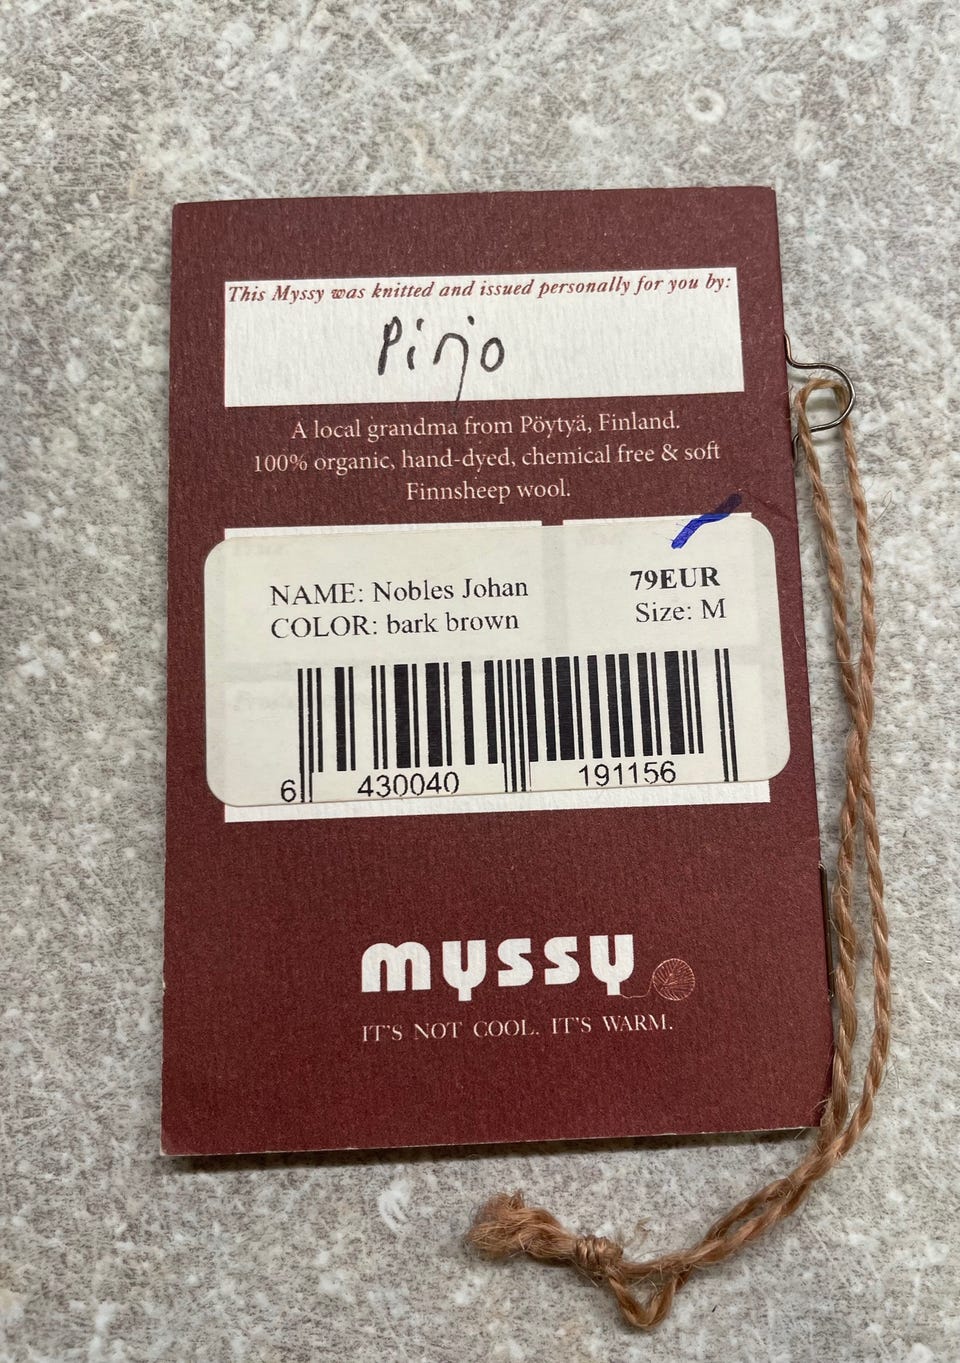 This Myssy was knitted and issued personally for you by:
Pirjo
A local grandma from Pöytyä, Finland.
100% organic, hand-dyed, chemical free & soft
Finnsheep wool.
NAME: Nobles Johan 79EUR
COLOR: bark brown Size: M
6 430040 191156
myssy
IT'S NOT COOL. IT'S WARM.